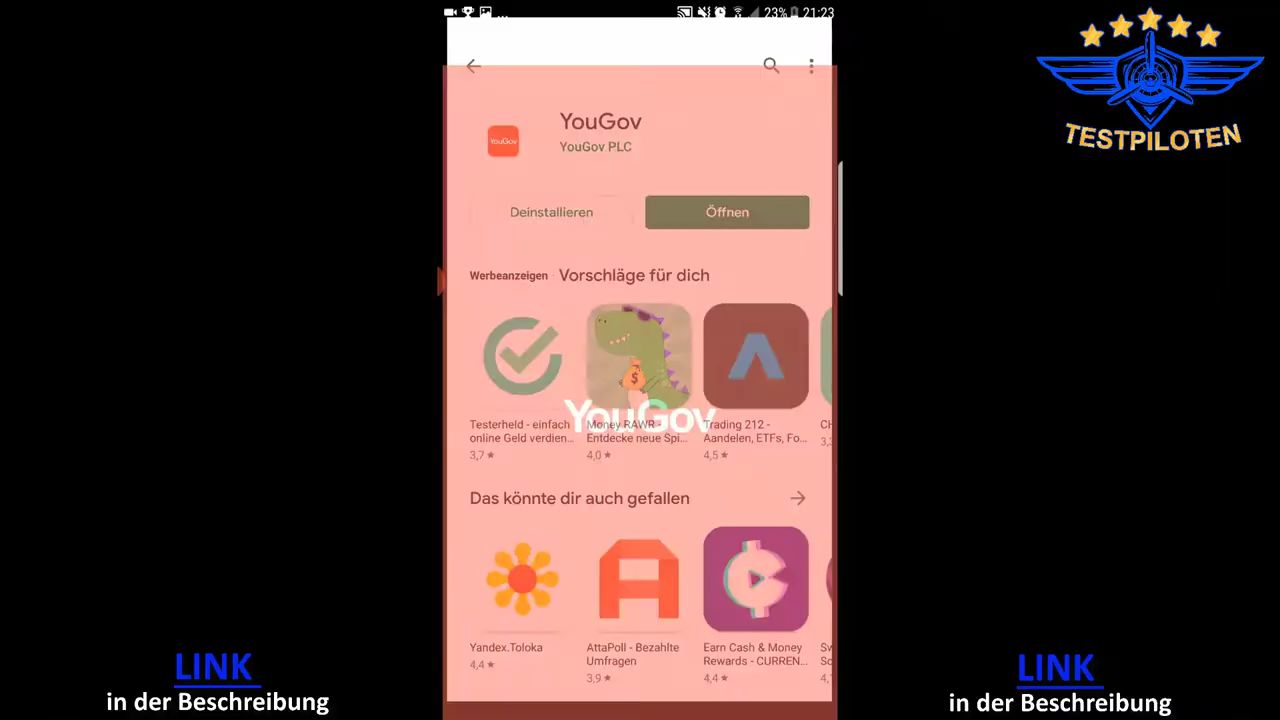 ... 23% 21:23
TESTPILOTEN
YouGov
YouGov
YouGov PLC
Deinstallieren
Öffnen
Werbeanzeigen · Vorschläge für dich
$
YouGov
Testerheld - einfach
online Geld verdien...
3,7 ★
Money RAWR -
Entdecke neue Spi...
4,0 ★
Trading 212 -
Aandelen, ETFs, Fo...
4,5 ★
Das könnte dir auch gefallen
Yandex.Toloka
4,4 ★
AttaPoll - Bezahlte
Umfragen
3,9 ★
Earn Cash & Money
Rewards - CURREN...
4,4 ★
LINK
in der Beschreibung
LINK
in der Beschreibung